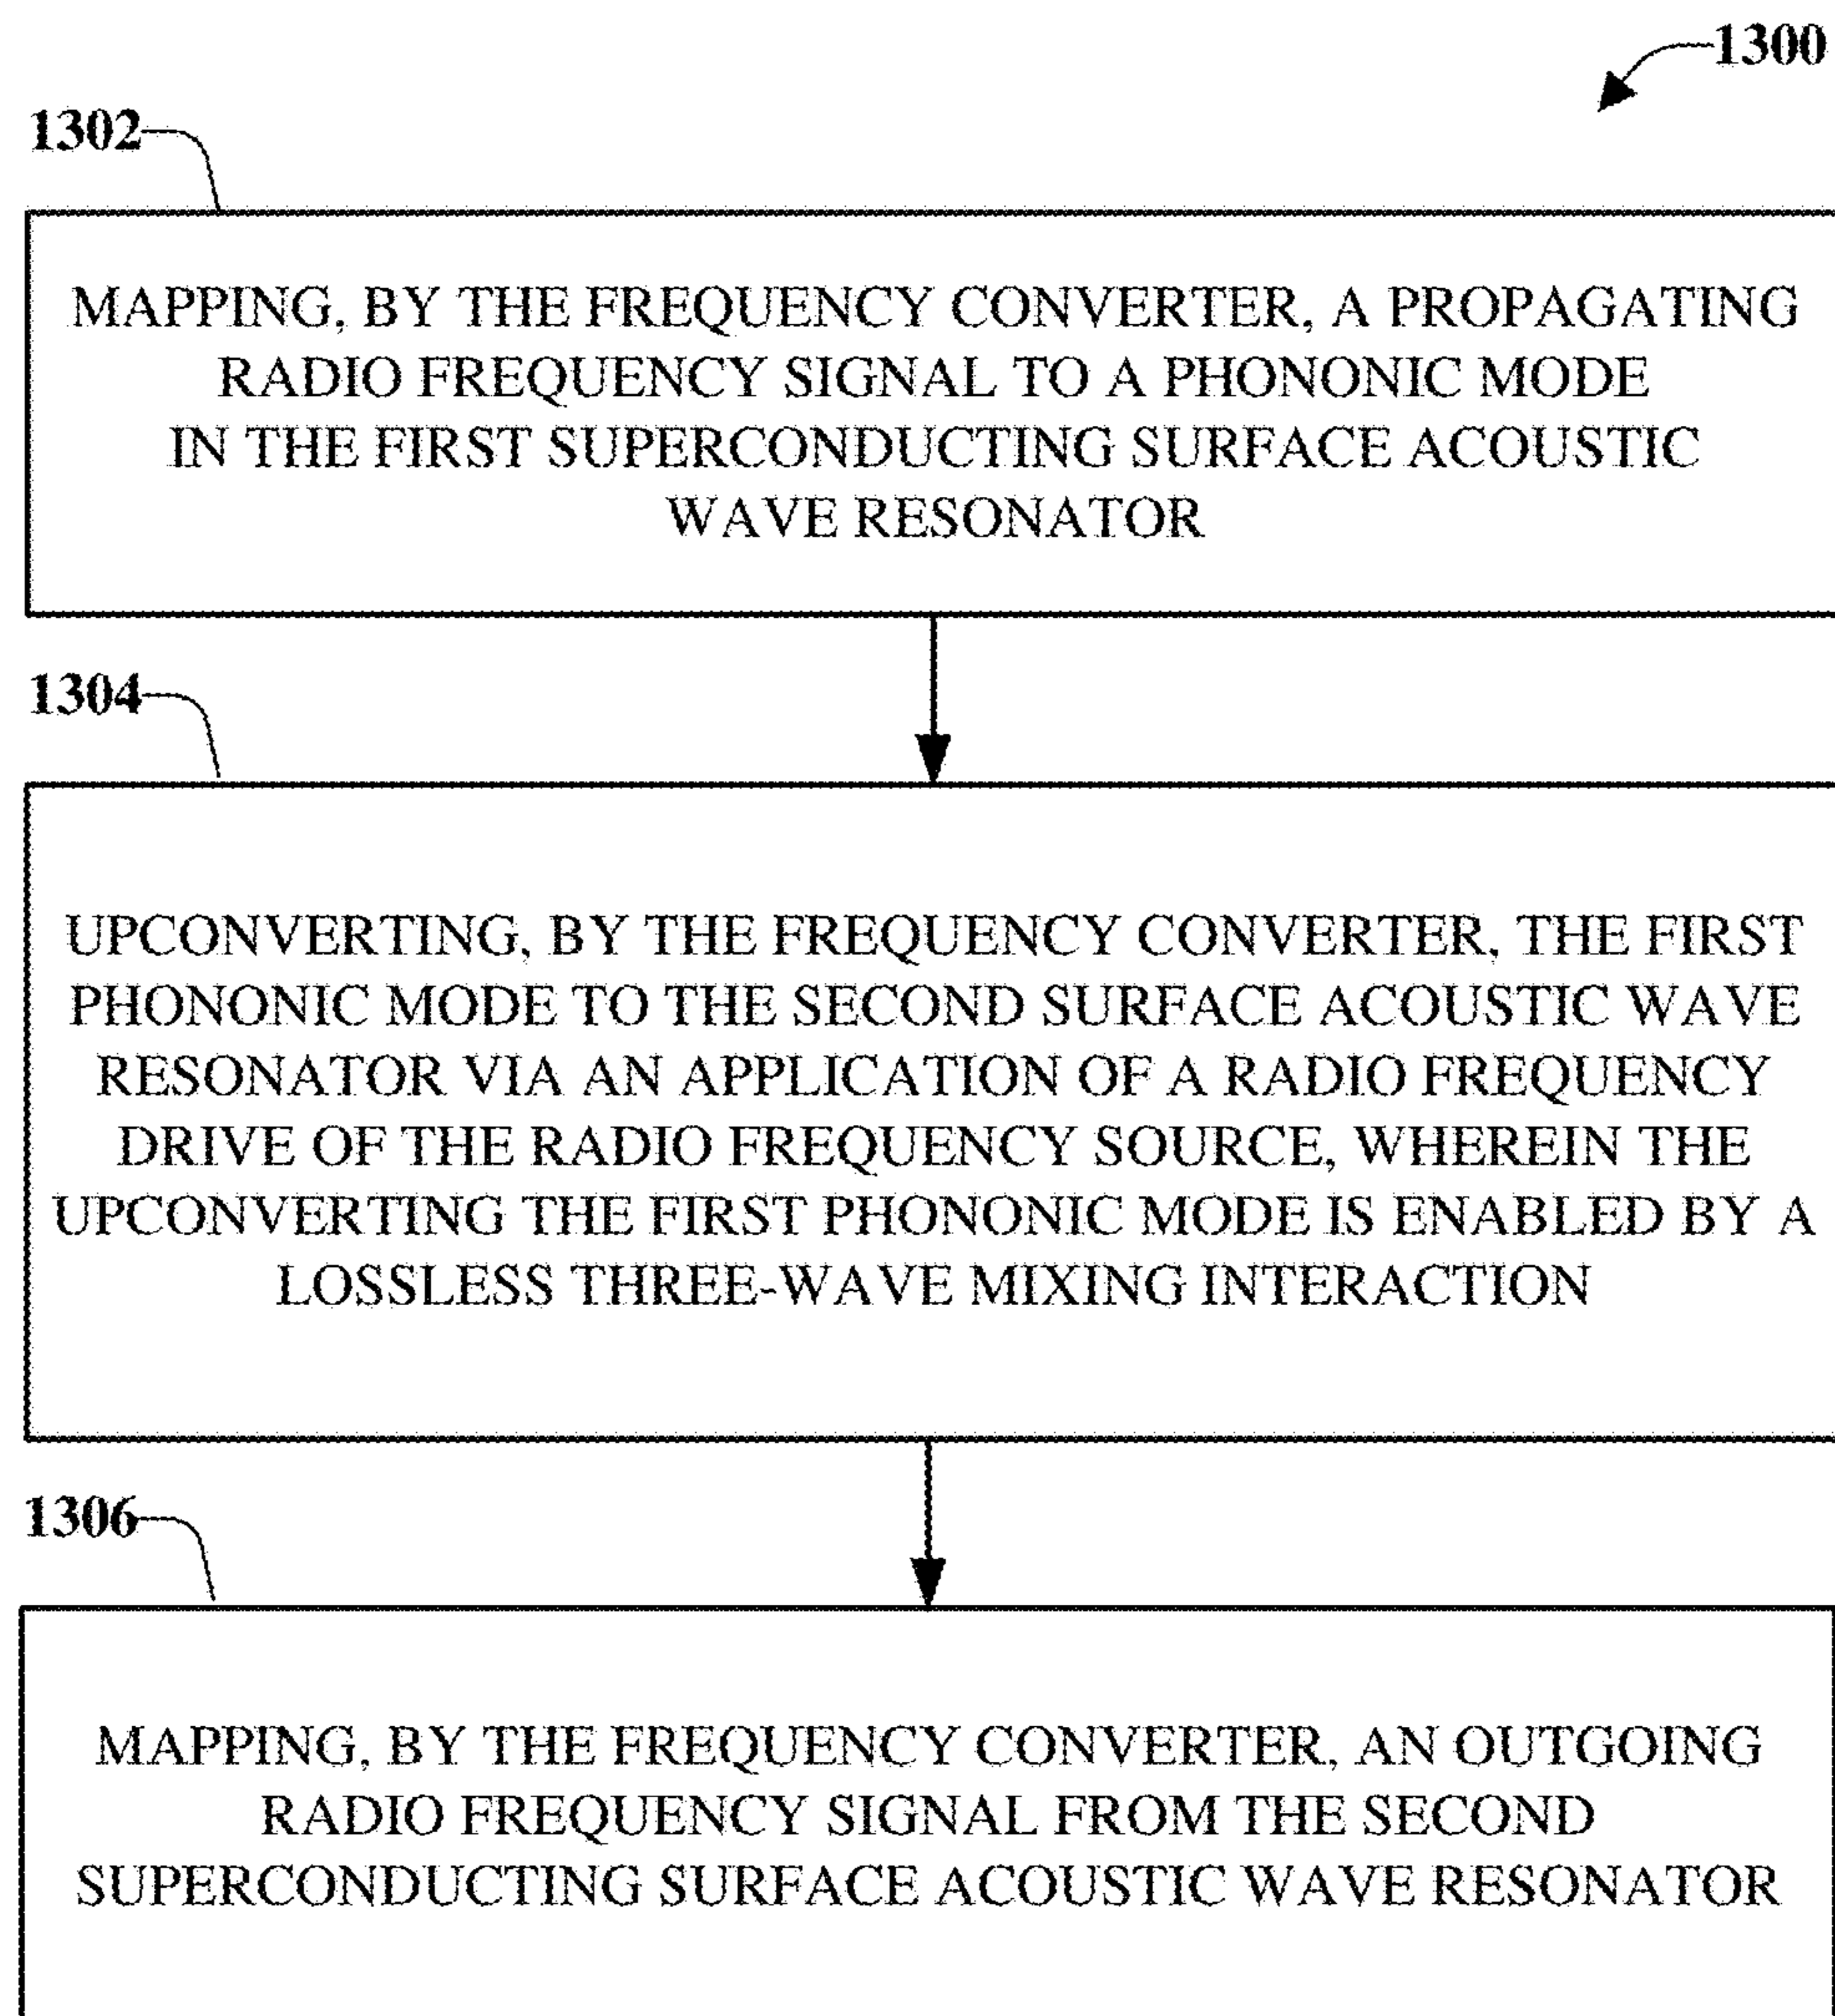 1300
1302
MAPPING, BY THE FREQUENCY CONVERTER, A PROPAGATING
RADIO FREQUENCY SIGNAL TO A PHONONIC MODE
IN THE FIRST SUPERCONDUCTING SURFACE ACOUSTIC
WAVE RESONATOR
1304
UPCONVERTING, BY THE FREQUENCY CONVERTER, THE FIRST
PHONONIC MODE TO THE SECOND SURFACE ACOUSTIC WAVE
RESONATOR VIA AN APPLICATION OF A RADIO FREQUENCY
DRIVE OF THE RADIO FREQUENCY SOURCE, WHEREIN THE
UPCONVERTING THE FIRST PHONONIC MODE IS ENABLED BY A
LOSSLESS THREE-WAVE MIXING INTERACTION
1306
MAPPING, BY THE FREQUENCY CONVERTER, AN OUTGOING
RADIO FREQUENCY SIGNAL FROM THE SECOND
SUPERCONDUCTING SURFACE ACOUSTIC WAVE RESONATOR